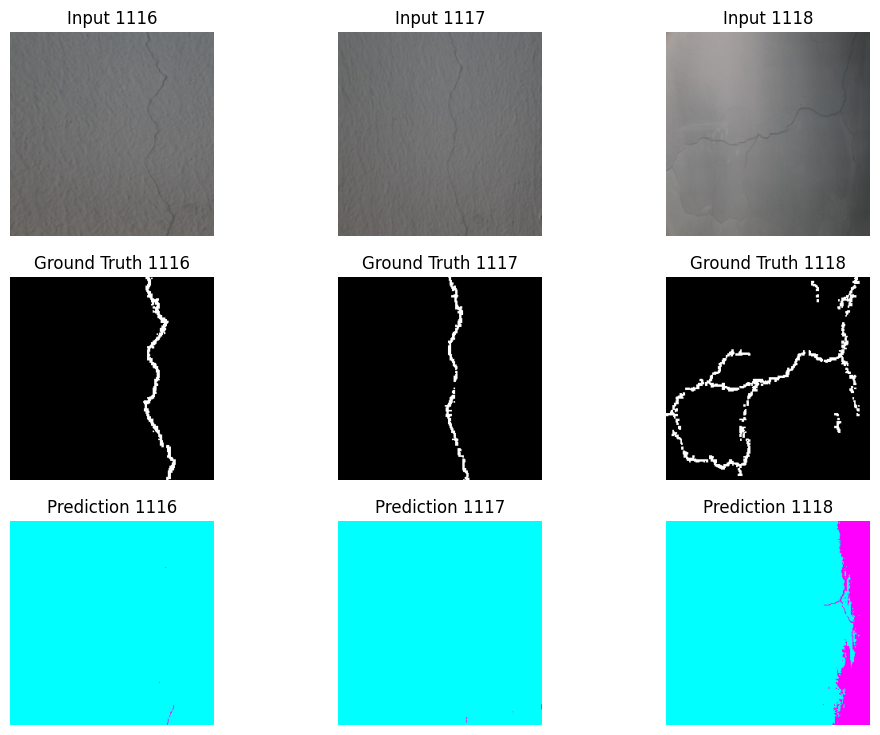 Input 1116
Input 1117
Input 1118
Ground Truth 1116
Ground Truth 1117
Ground Truth 1118
Prediction 1116
Prediction 1117
Prediction 1118